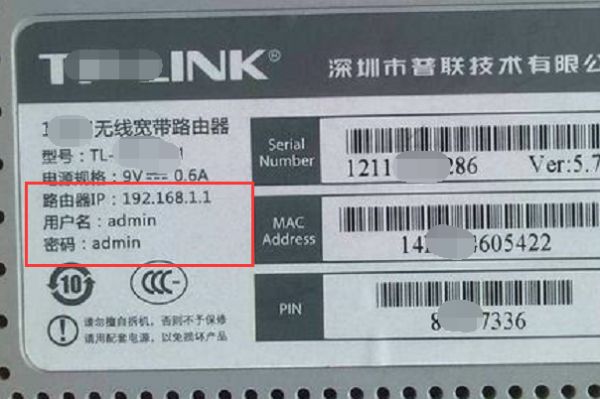 T LINK®
深圳市普联技术有限公
1 无线宽带路由器
型号：TL-
电源规格：9V⎓0.6A
路由器IP：192.168.1.1
用户名：admin
密码：admin
Serial Number
1211 286 Ver:5.7
MAC Address
14 605422
PIN
8 7336
10
CCC
请勿擅自拆机，否则不予保修
请用配套电源，以免损坏产品